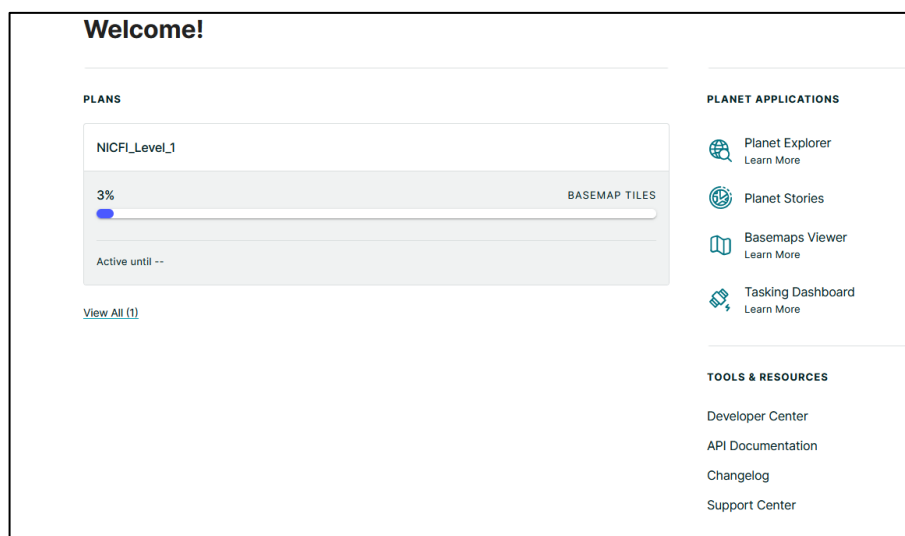 Welcome!
PLANS
NICFI_Level_1
3%
BASEMAP TILES
Active until --
View All (1)
PLANET APPLICATIONS
Planet Explorer
Learn More
Planet Stories
Basemaps Viewer
Learn More
Tasking Dashboard
Learn More
TOOLS & RESOURCES
Developer Center
API Documentation
Changelog
Support Center